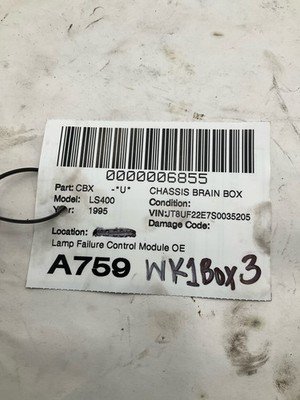 0000006855
Part: CBX -*U* CHASSIS BRAIN BOX
Model: LS400 Condition:
Year: 1995 VIN:JT8UF22E7S0035205
Damage Code:
Location:
Lamp Failure Control Module OE
A759 WK1Box3